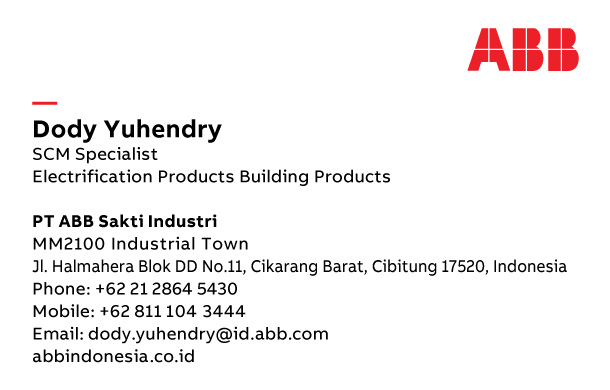 ABB
Dody Yuhendry
SCM Specialist
Electrification Products Building Products
PT ABB Sakti Industri
MM2100 Industrial Town
Jl. Halmahera Blok DD No.11, Cikarang Barat, Cibitung 17520, Indonesia
Phone: +62 21 2864 5430
Mobile: +62 811 104 3444
Email: dody.yuhendry@id.abb.com
abbindonesia.co.id